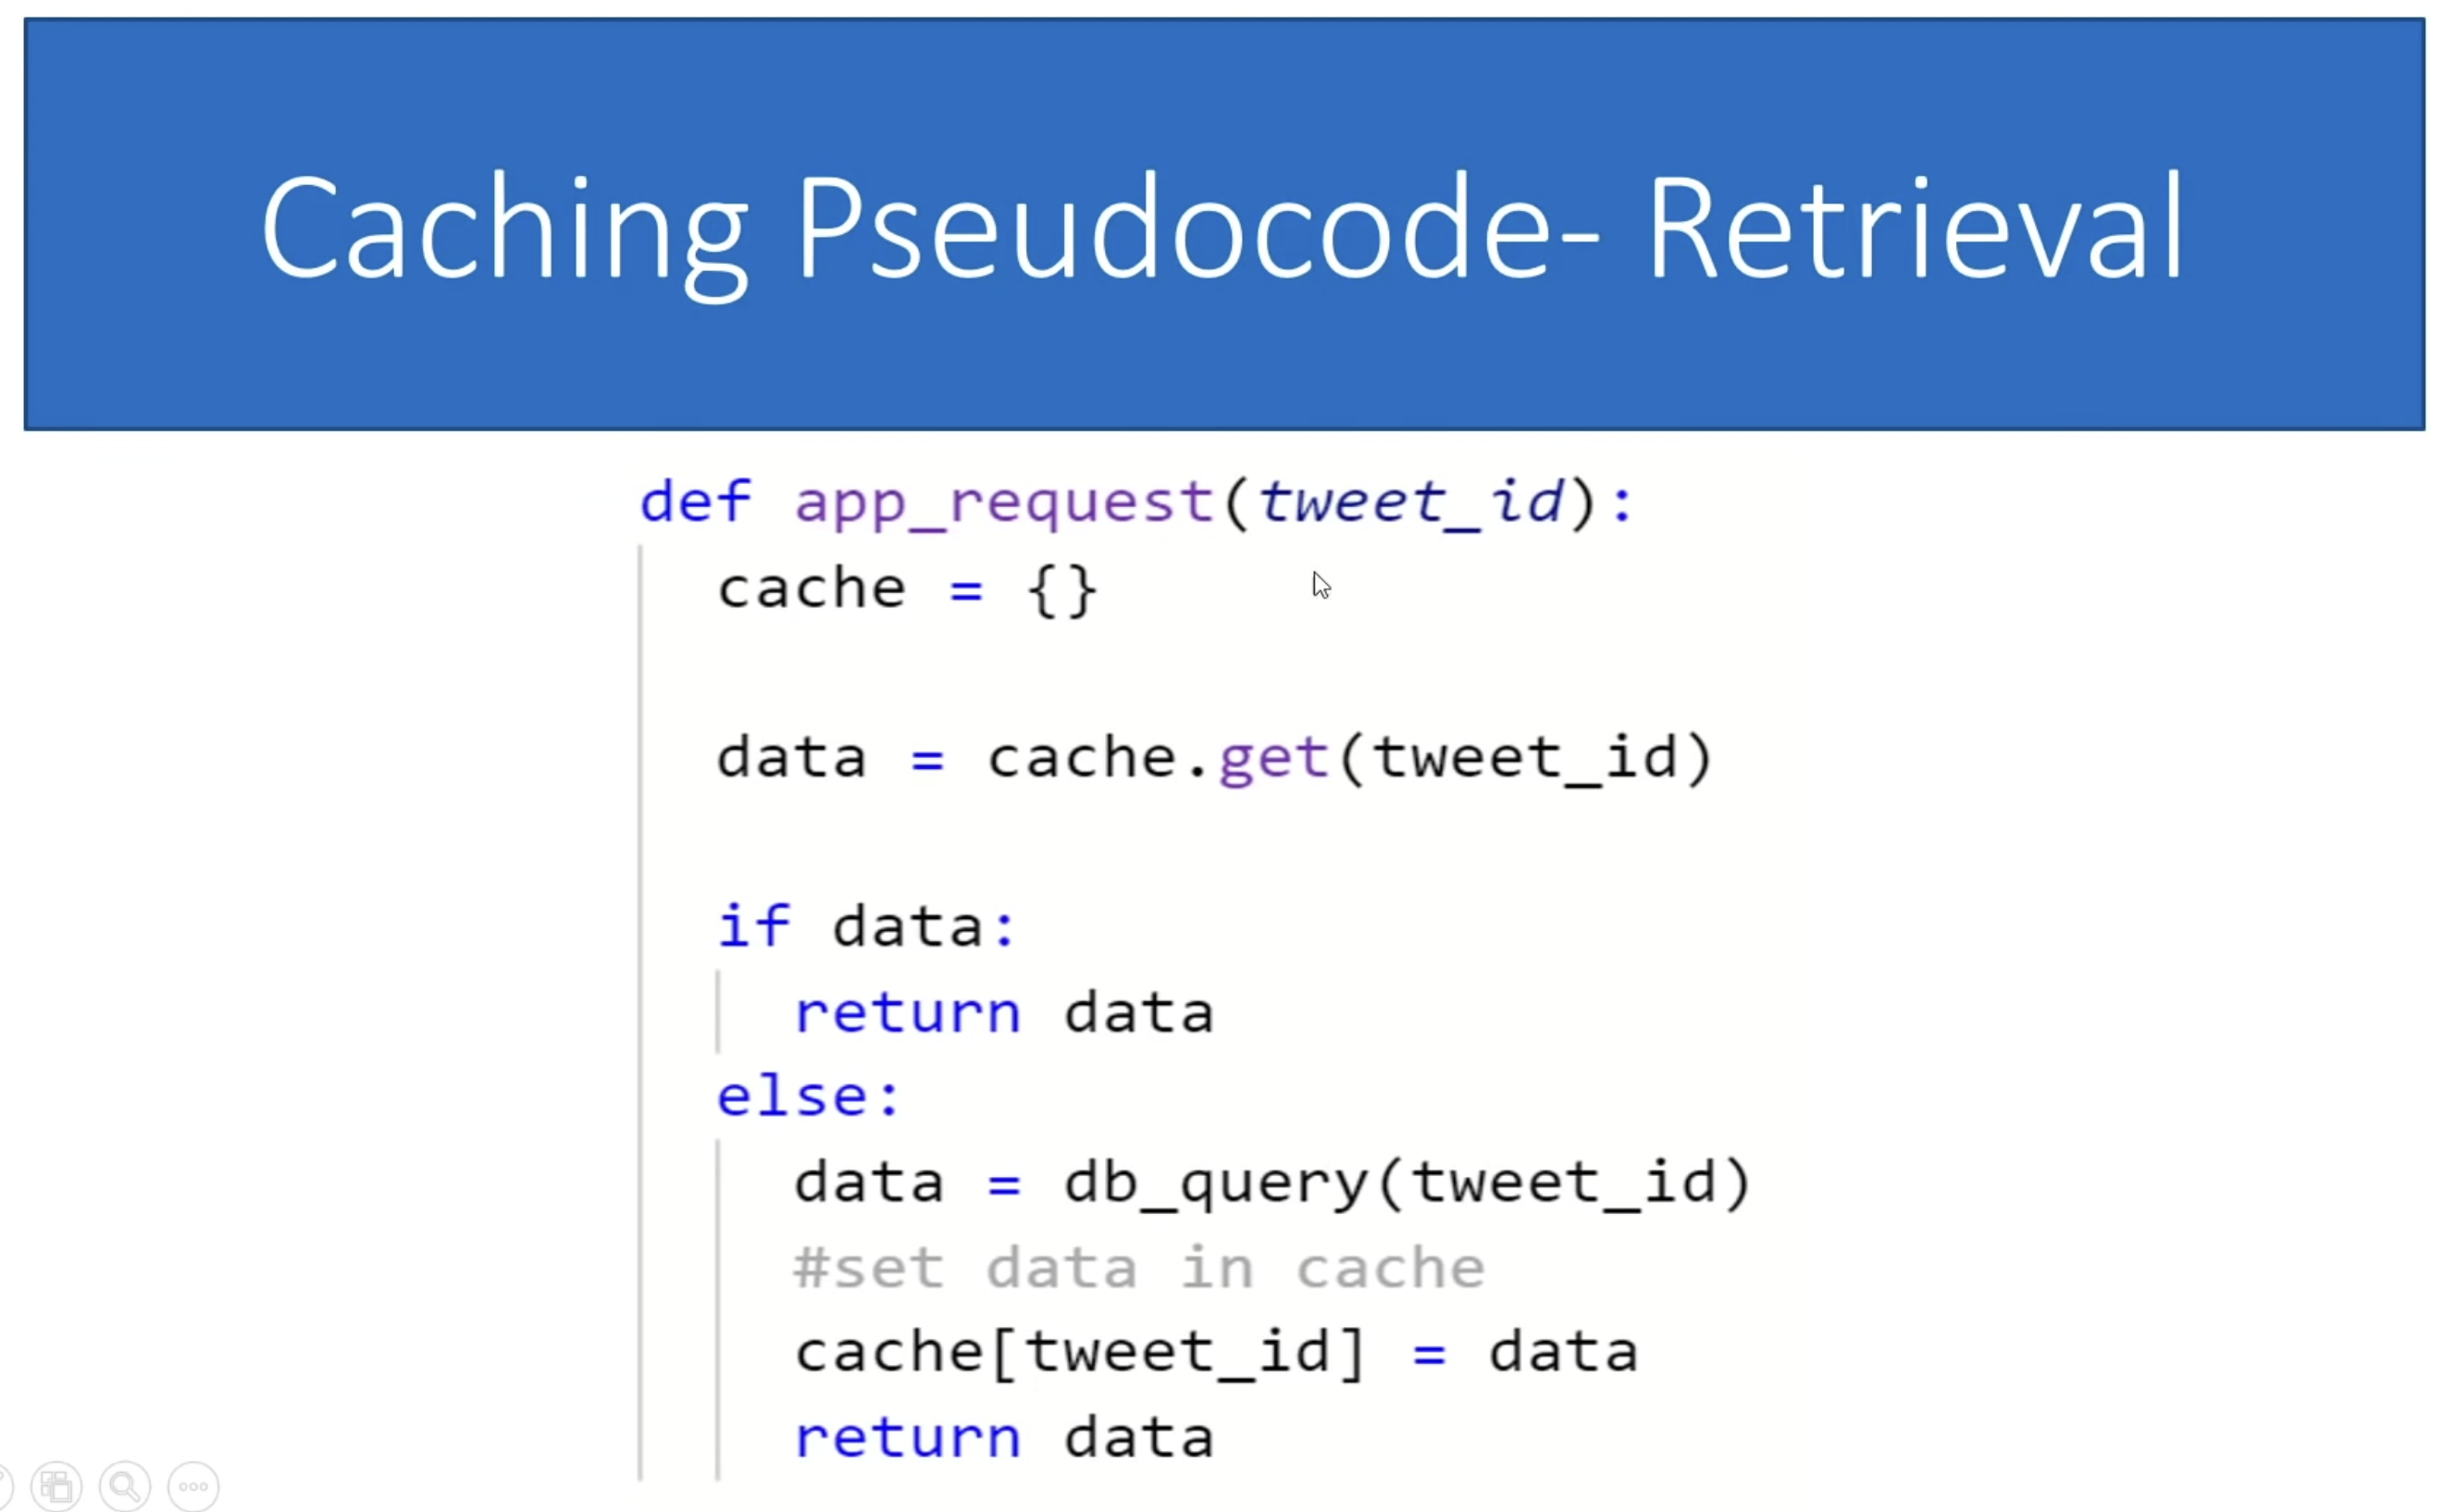 Caching Pseudocode- Retrieval
def app_request(tweet_id):
cache = {}
data = cache.get(tweet_id)
if data:
return data
else:
data = db_query(tweet_id)
#set data in cache
cache[tweet_id] = data
return data